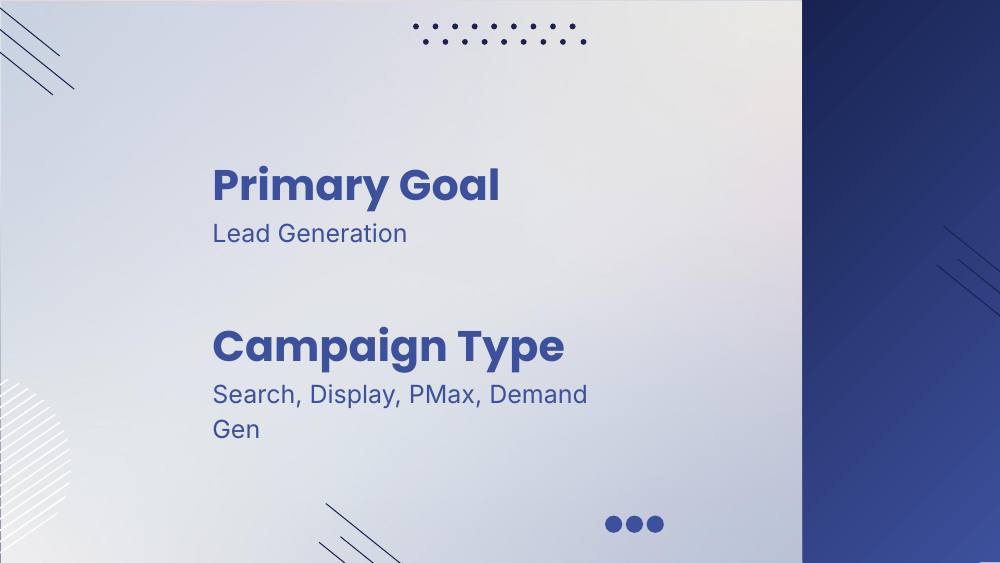 Primary Goal
Lead Generation
Campaign Type
Search, Display, PMax, Demand
Gen